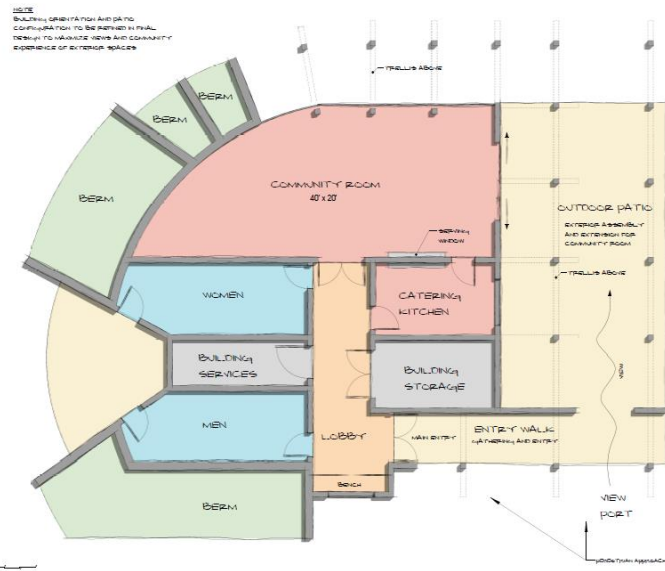 NOTE
BUILDING ORIENTATION AND PATIO
CONFIGURATION TO BE REFINED IN FINAL
DESIGN TO MAXIMIZE VIEWS AND COMMUNITY
EXPERIENCE OF EXTERIOR SPACES
TRELLIS ABOVE
BERM
BERM
BERM
COMMUNITY ROOM
40' x 20'
OUTDOOR PATIO
EXTERIOR ASSEMBLY
AND EXTENSION FOR
COMMUNITY ROOM
SERVING
WINDOW
TRELLIS ABOVE
WOMEN
CATERING
KITCHEN
BUILDING
SERVICES
BUILDING
STORAGE
VIEW
MEN
LOBBY
MAIN ENTRY
ENTRY WALK
GATHERING AND ENTRY
BENCH
BERM
VIEW
PORT